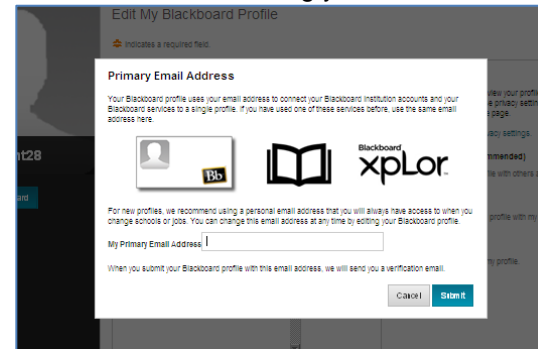 Edit My Blackboard Profile
indicates a required field.
Primary Email Address
Your Blackboard profile uses your email address to connect your Blackboard institution accounts and your
Blackboard services to a single profile. If you have used one of these services before, use the same email
address here.
Bb
Blackboard
xpLor
For new profiles, we recommend using a personal email address that you will always have access to when you
change schools or jobs. You can change this email address at any time by editing your Blackboard profile.
My Primary Email Address
When you submit your Blackboard profile with this email address, we will send you a verification email.
Cancel Submit
view your profil
privacy settin
page.
acy settings.
nt28
mmended)
file with others
ard
profile with my
my profile.